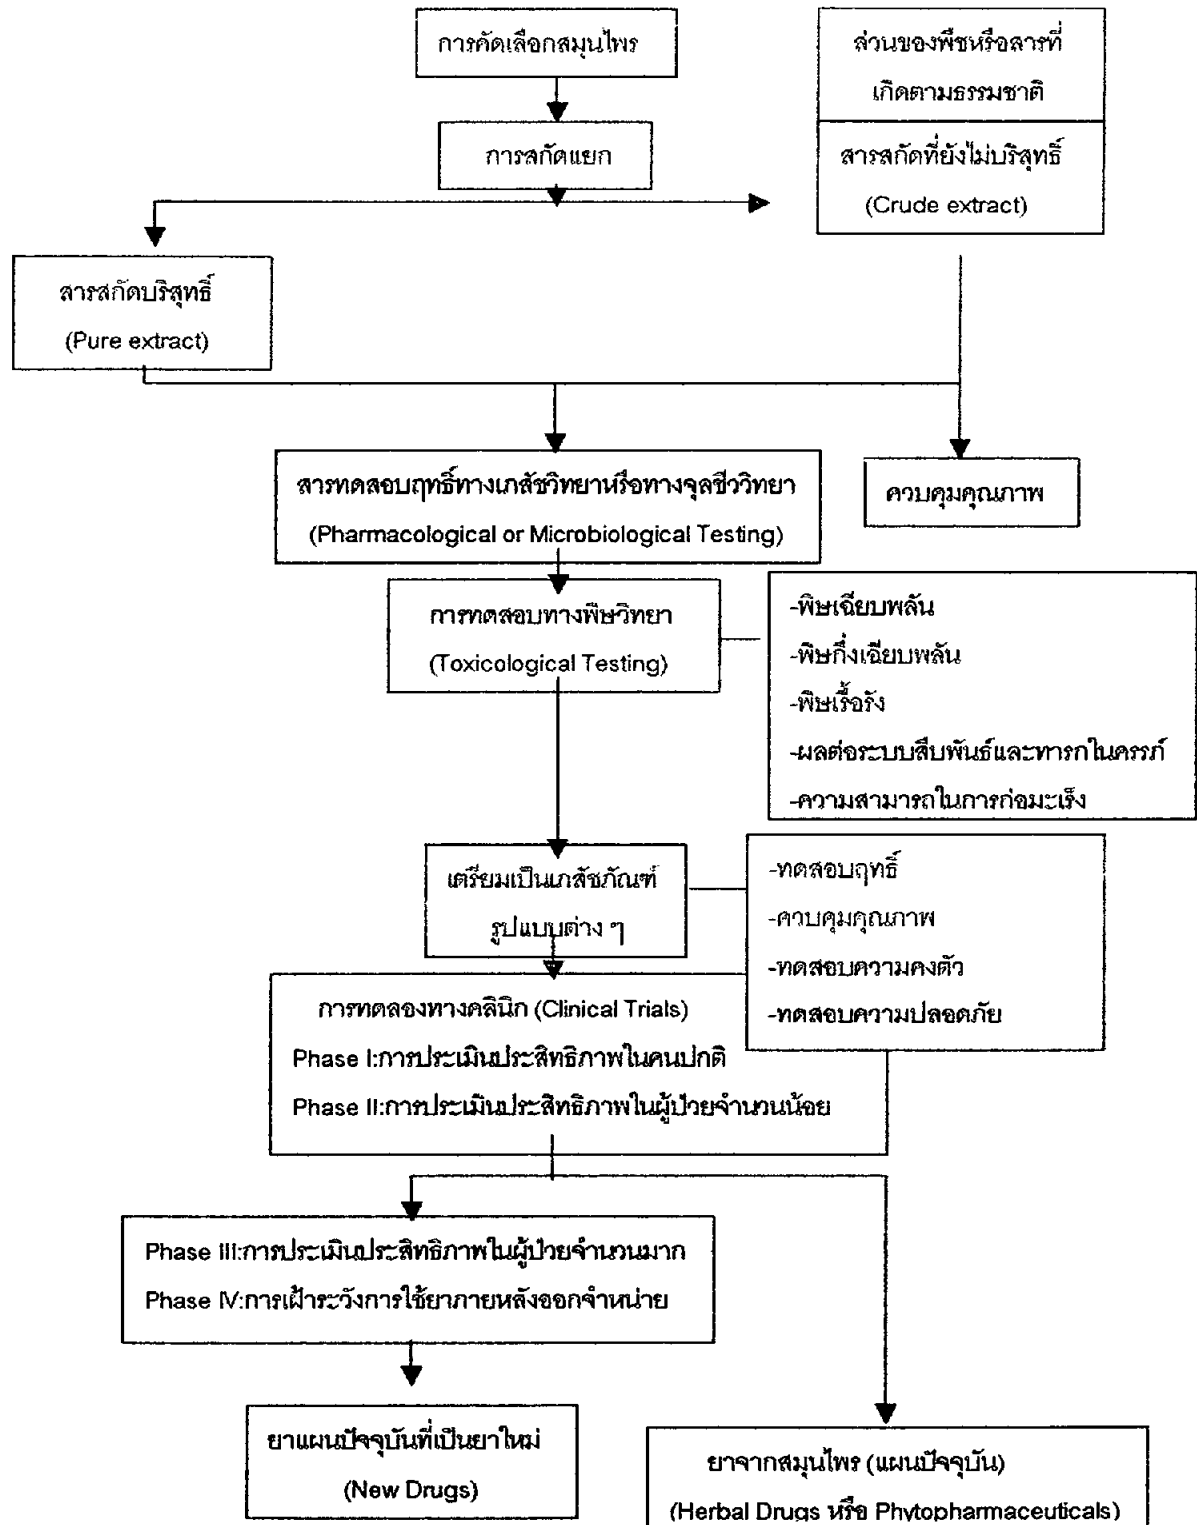 การคัดเลือกสมุนไพร
ส่วนของพืชหรือสารที่
เกิดตามธรรมชาติ
การสกัดแยก
สารสกัดที่ยังไม่บริสุทธิ์
(Crude extract)
สารสกัดบริสุทธิ์
(Pure extract)
สารทดสอบฤทธิ์ทางเภสัชวิทยาหรือทางจุลชีววิทยา
(Pharmacological or Microbiological Testing)
ควบคุมคุณภาพ
การทดสอบทางพิษวิทยา
(Toxicological Testing)
-พิษเฉียบพลัน
-พิษกึ่งเฉียบพลัน
-พิษเรื้อรัง
-ผลต่อระบบสืบพันธ์และทารกในครรภ์
-ความสามารถในการก่อมะเร็ง
เตรียมเป็นเภสัชภัณฑ์
รูปแบบต่าง ๆ
-ทดสอบฤทธิ์
-ควบคุมคุณภาพ
-ทดสอบความคงตัว
-ทดสอบความปลอดภัย
การทดลองทางคลินิก (Clinical Trials)
Phase I:การประเมินประสิทธิภาพในคนปกติ
Phase II:การประเมินประสิทธิภาพในผู้ป่วยจำนวนน้อย
Phase III:การประเมินประสิทธิภาพในผู้ป่วยจำนวนมาก
Phase IV:การเฝ้าระวังการใช้ยาภายหลังออกจำหน่าย
ยาแผนปัจจุบันที่เป็นยาใหม่
(New Drugs)
ยาจากสมุนไพร (แผนปัจจุบัน)
(Herbal Drugs หรือ Phytopharmaceuticals)